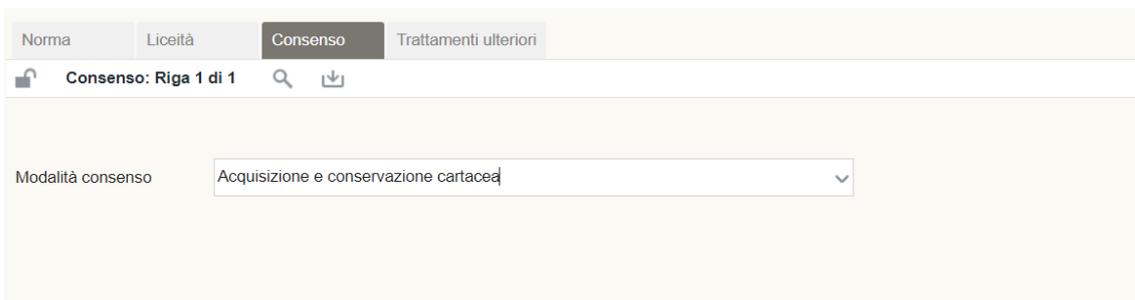 Norma Liceità Consenso Trattamenti ulteriori
Consenso: Riga 1 di 1
Modalità consenso Acquisizione e conservazione cartacea